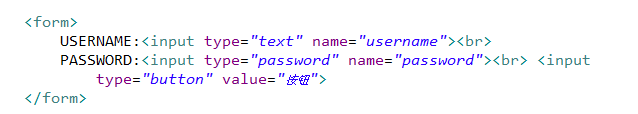 <form>
USERNAME:<input type="text" name="username"><br>
PASSWORD:<input type="password" name="password"><br> <input
type="button" value="按钮">
</form>